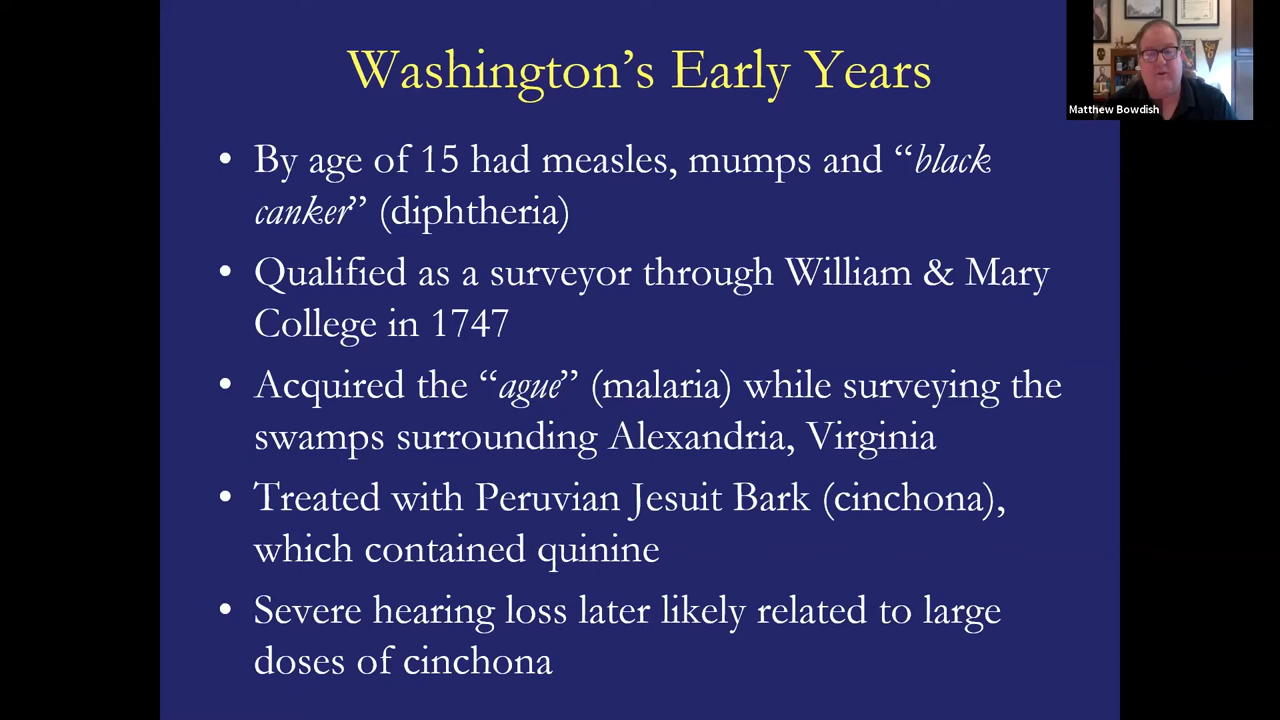 Washington’s Early Years
Matthew Bowdish
• By age of 15 had measles, mumps and “black
canker” (diphtheria)
• Qualified as a surveyor through William & Mary
College in 1747
• Acquired the “ague” (malaria) while surveying the
swamps surrounding Alexandria, Virginia
• Treated with Peruvian Jesuit Bark (cinchona),
which contained quinine
• Severe hearing loss later likely related to large
doses of cinchona